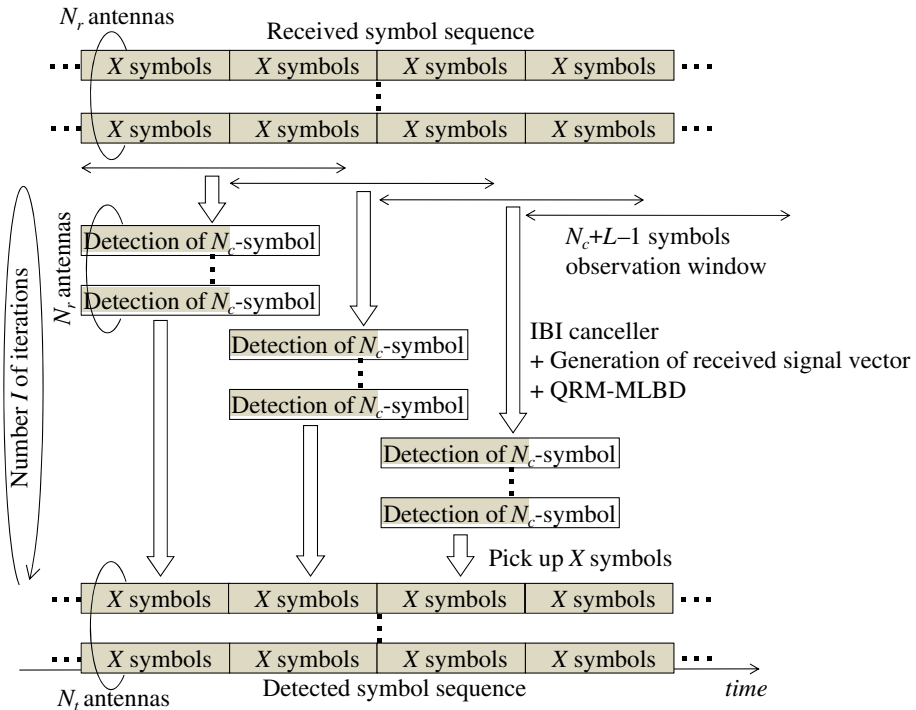 N_r antennas
Received symbol sequence
X symbols X symbols X symbols X symbols
X symbols X symbols X symbols X symbols
Number I of iterations
N_r antennas
Detection of N_c-symbol
Detection of N_c-symbol
N_c+L–1 symbols
observation window
Detection of N_c-symbol
Detection of N_c-symbol
IBI canceller
+ Generation of received signal vector
+ QRM-MLBD
Detection of N_c-symbol
Detection of N_c-symbol
Pick up X symbols
X symbols X symbols X symbols X symbols
X symbols X symbols X symbols X symbols
N_t antennas
Detected symbol sequence
time